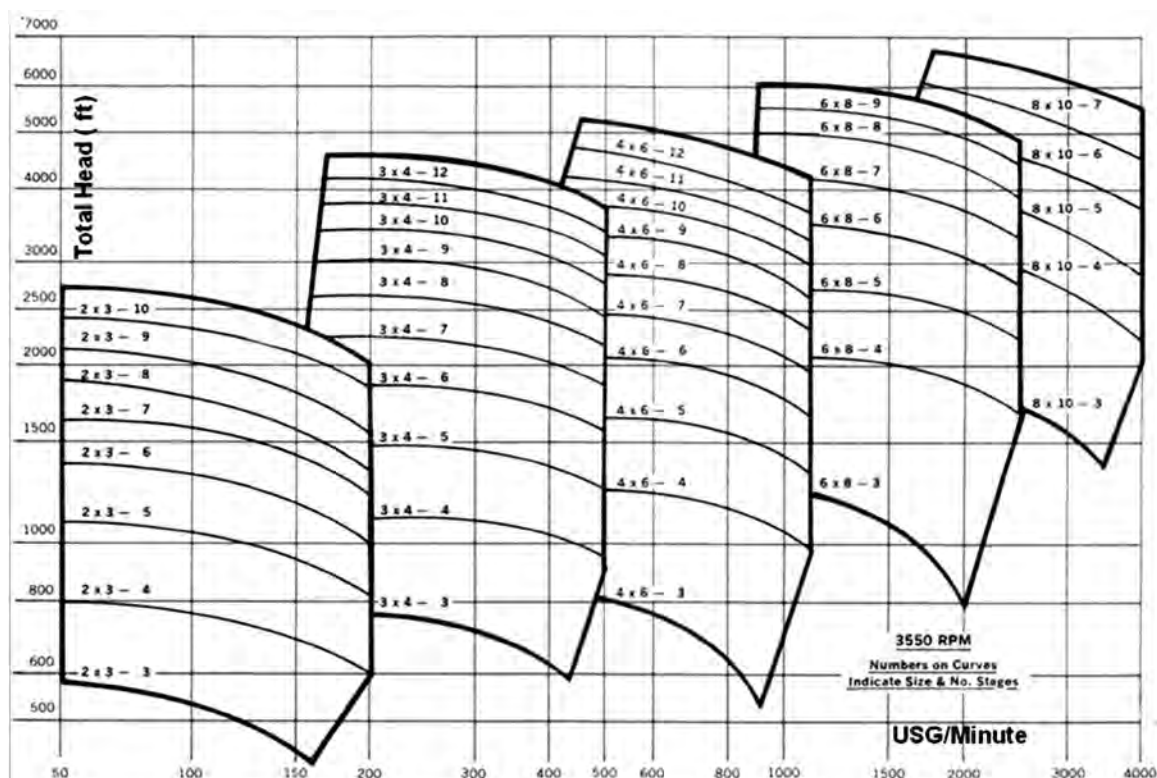 7000
6000
5000
4000
3000
2500
2000
1500
1000
800
600
500
Total Head ( ft)
2 x 3 – 10
2 x 3 – 9
2 x 3 – 8
2 x 3 – 7
2 x 3 – 6
2 x 3 – 5
2 x 3 – 4
2 x 3 – 3
3 x 4 – 12
3 x 4 – 11
3 x 4 – 10
3 x 4 – 9
3 x 4 – 8
3 x 4 – 7
3 x 4 – 6
3 x 4 – 5
3 x 4 – 4
3 x 4 – 3
4 x 6 – 12
4 x 6 – 11
4 x 6 – 10
4 x 6 – 9
4 x 6 – 8
4 x 6 – 7
4 x 6 – 6
4 x 6 – 5
4 x 6 – 4
4 x 6 – 3
6 x 8 – 9
6 x 8 – 8
6 x 8 – 7
6 x 8 – 6
6 x 8 – 5
6 x 8 – 4
6 x 8 – 3
8 x 10 – 7
8 x 10 – 6
8 x 10 – 5
8 x 10 – 4
8 x 10 – 3
3550 RPM
Numbers on Curves
Indicate Size & No. Stages
USG/Minute
50 100 150 200 300 400 500 600 800 1000 1500 2000 3000 4000